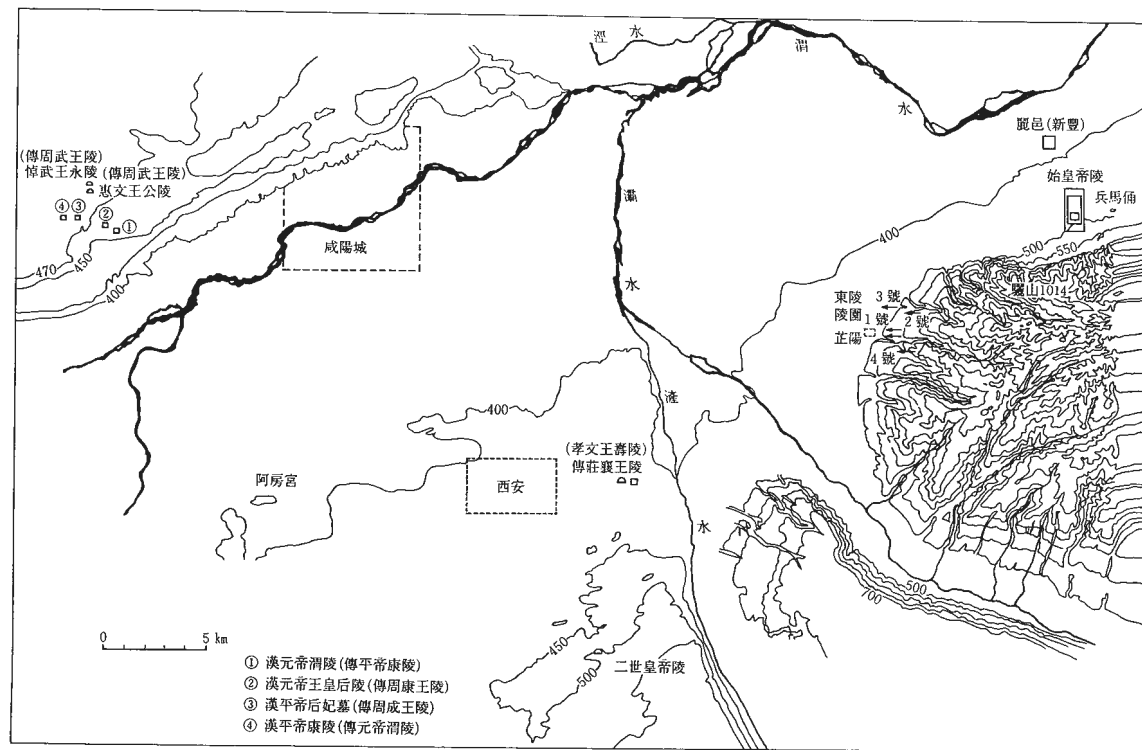 涇 水
渭
水
麗邑(新豐)
始皇帝陵
兵馬俑
(傳周武王陵)
悼武王永陵
(傳周武王陵)
惠文王公陵
④ ③ ② ①
灞
水
400
500
550
470
450
400
咸陽城
驪山1014
東陵
陵園
3 號
1 號
2 號
芷陽
4 號
400
滻
水
(孝文王壽陵)
傳莊襄王陵
西安
阿房宮
500
700
0 5 km
450
500
二世皇帝陵
① 漢元帝渭陵(傳平帝康陵)
② 漢元帝王皇后陵(傳周康王陵)
③ 漢平帝后妃墓(傳周成王陵)
④ 漢平帝康陵(傳元帝渭陵)